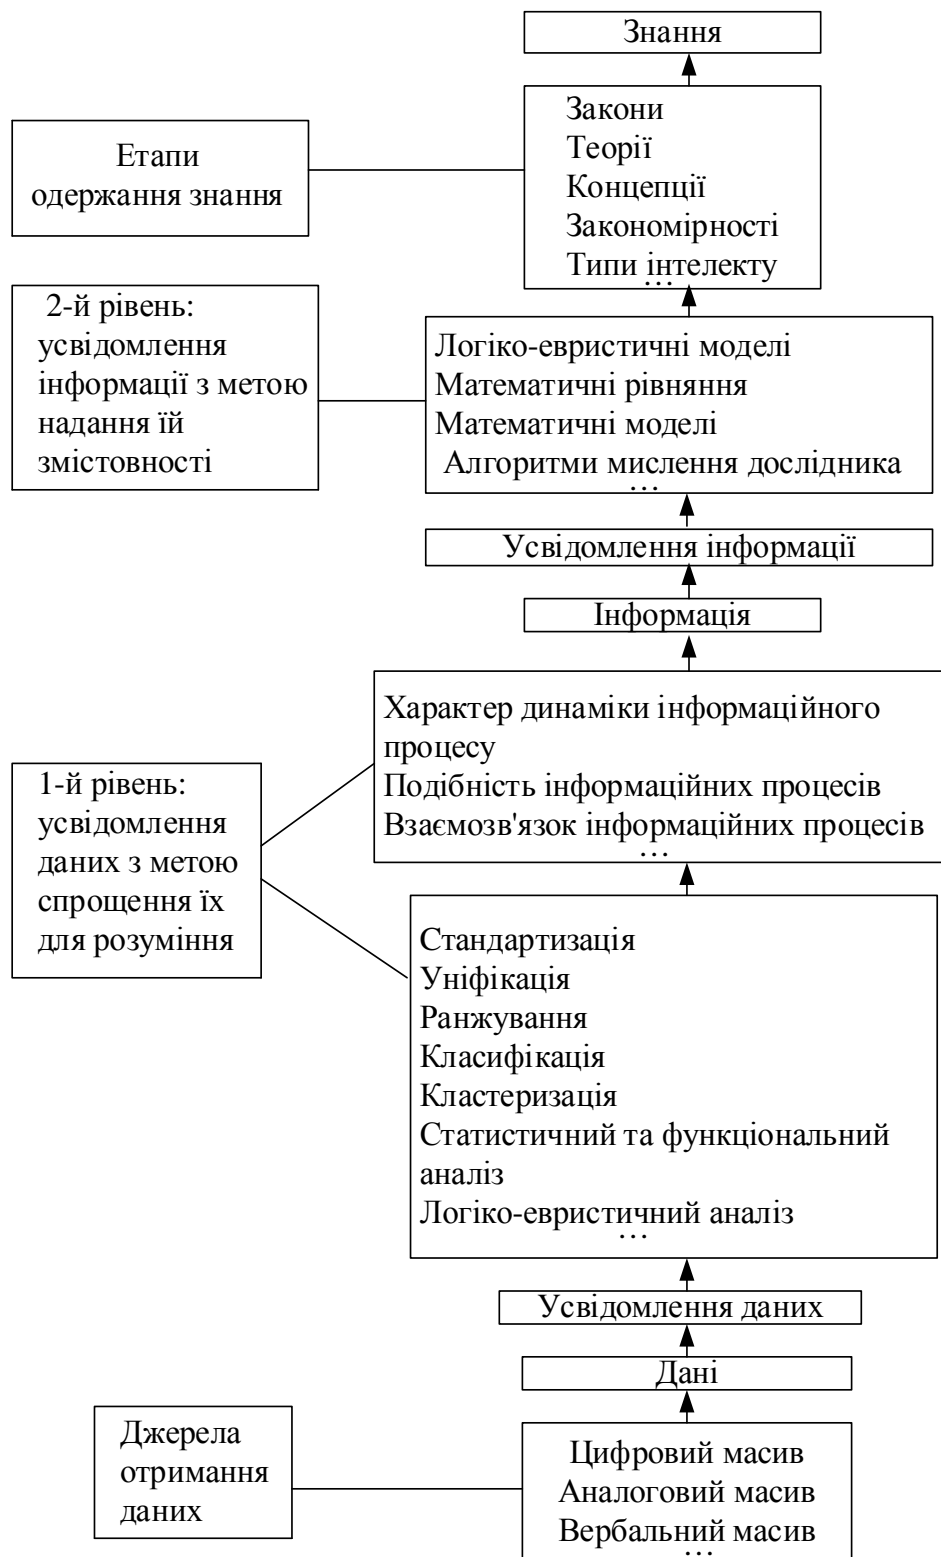 Знання
Закони
Теорії
Концепції
Закономірності
Типи інтелекту
…
Етапи
одержання знання
2-й рівень:
усвідомлення
інформації з метою
надання їй
змістовності
Логіко-евристичні моделі
Математичні рівняння
Математичні моделі
Алгоритми мислення дослідника
…
Усвідомлення інформації
Інформація
Характер динаміки інформаційного
процесу
Подібність інформаційних процесів
Взаємозв'язок інформаційних процесів
…
1-й рівень:
усвідомлення
даних з метою
спрощення їх
для розуміння
Стандартизація
Уніфікація
Ранжування
Класифікація
Кластеризація
Статистичний та функціональний
аналіз
Логіко-евристичний аналіз
…
Усвідомлення даних
Дані
Джерела
отримання
даних
Цифровий масив
Аналоговий масив
Вербальний масив
…